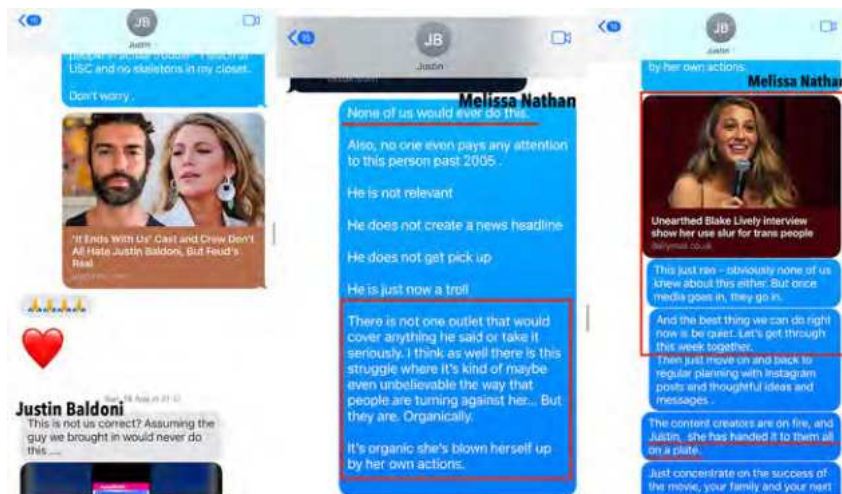 JB
Justin
USC and no skeletons in my closet.
Don't worry .
'It Ends With Us' Cast and Crew Don't
All Hate Justin Baldoni, But Feud's
Real
Justin Baldoni
This is not us correct? Assuming the
guy we brought in would never do
this ....
JB
Justin
Melissa Nathan
None of us would ever do this.
Also, no one even pays any attention
to this person past 2005 .
He is not relevant
He does not create a news headline
He does not get pick up
He is just now a troll
There is not one outlet that would
cover anything he said or take it
seriously. I think as well there is this
struggle where it's kind of maybe
even unbelievable the way that
people are turning against her... But
they are. Organically.
It's organic she's blown herself up
by her own actions.
JB
Justin
by her own actions.
Melissa Nathan
Unearthed Blake Lively interview
show her use slur for trans people
dailymail.co.uk
This just ran - obviously none of us
knew about this either. But once
media goes in, they go in.
And the best thing we can do right
now is be quiet. Let's get through
this week together.
Then just move on and back to
regular planning with Instagram
posts and thoughtful ideas and
messages .
The content creators are on fire, and
Justin, she has handed it to them all
on a plate.
Just concentrate on the success of
the movie, your family and your next